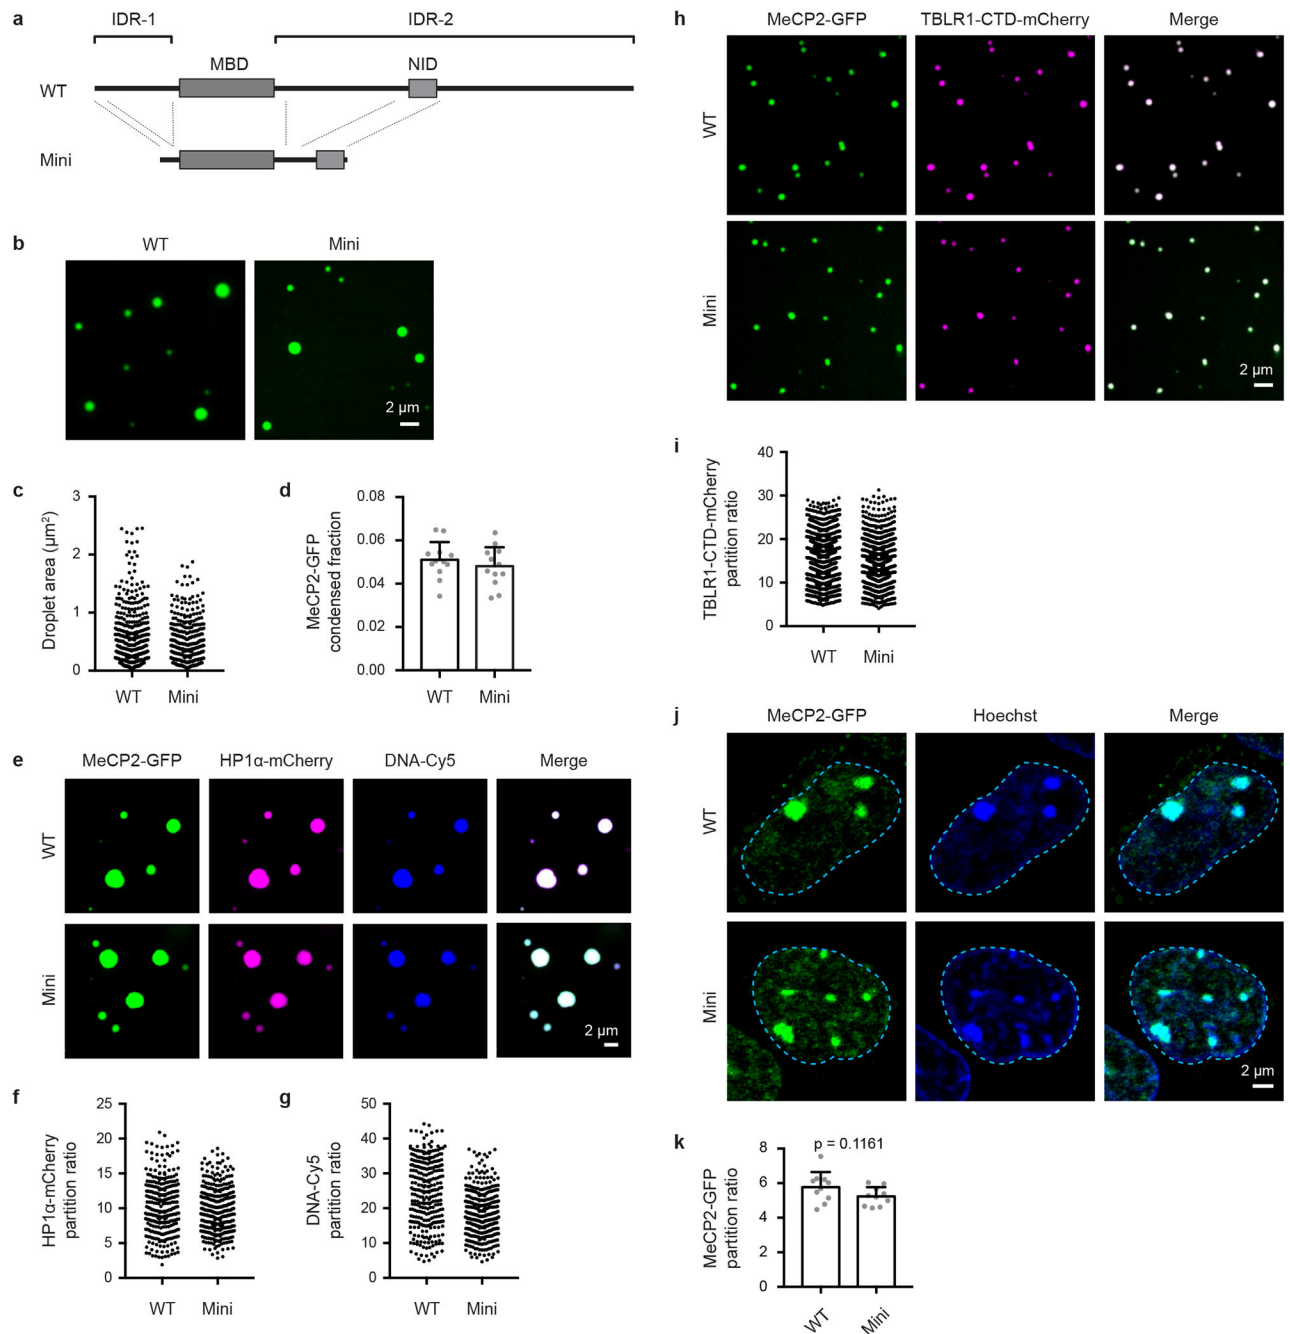 a
IDR-1
IDR-2
MBD
NID
WT
Mini
b
WT
Mini
2 µm
c
Droplet area (µm²)
3
2
1
0
WT
Mini
d
MeCP2-GFP
condensed fraction
0.08
0.06
0.04
0.02
0.00
WT
Mini
e
MeCP2-GFP
HP1α-mCherry
DNA-Cy5
Merge
WT
Mini
2 µm
f
HP1α-mCherry
partition ratio
25
20
15
10
5
0
WT
Mini
g
DNA-Cy5
partition ratio
50
40
30
20
10
0
WT
Mini
h
MeCP2-GFP
TBLR1-CTD-mCherry
Merge
WT
Mini
2 µm
i
TBLR1-CTD-mCherry
partition ratio
40
30
20
10
0
WT
Mini
j
MeCP2-GFP
Hoechst
Merge
WT
Mini
2 µm
k
MeCP2-GFP
partition ratio
p = 0.1161
8
6
4
2
0
WT
Mini